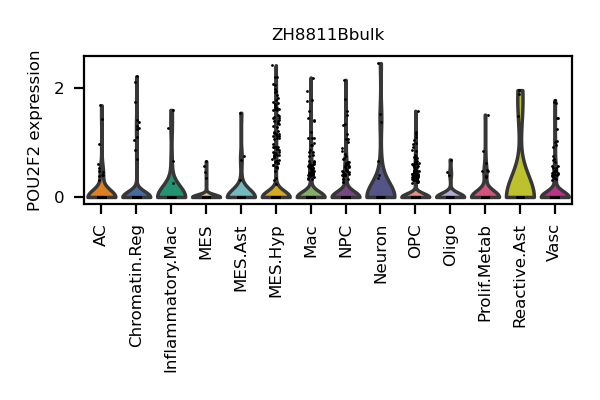 ZH8811Bbulk
POU2F2 expression
2
0
AC
Chromatin.Reg
Inflammatory.Mac
MES
MES.Ast
MES.Hyp
Mac
NPC
Neuron
OPC
Oligo
Prolif.Metab
Reactive.Ast
Vasc